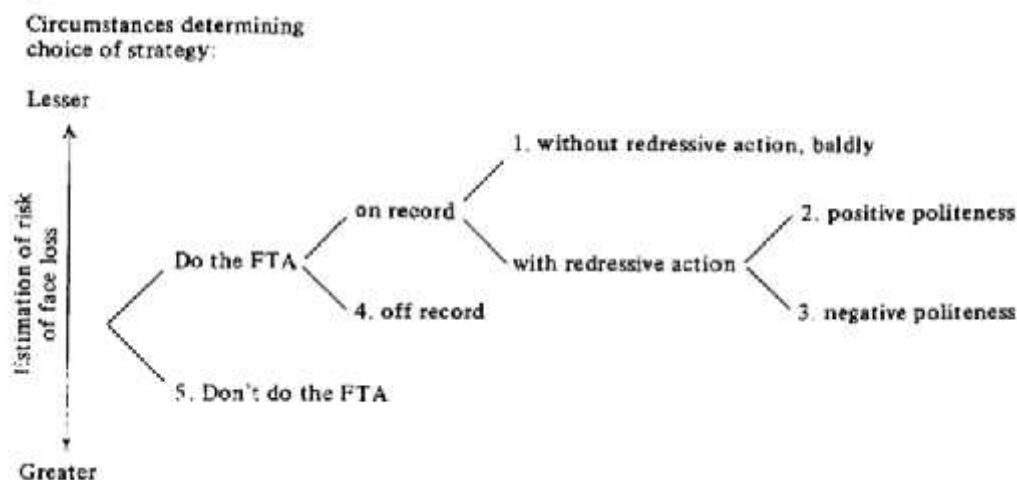 Circumstances determining
choice of strategy:
Lesser
1. without redressive action, baldly
on record
2. positive politeness
Do the FTA
with redressive action
4. off record
3. negative politeness
5. Don't do the FTA
Estimation of risk
of face loss
Greater